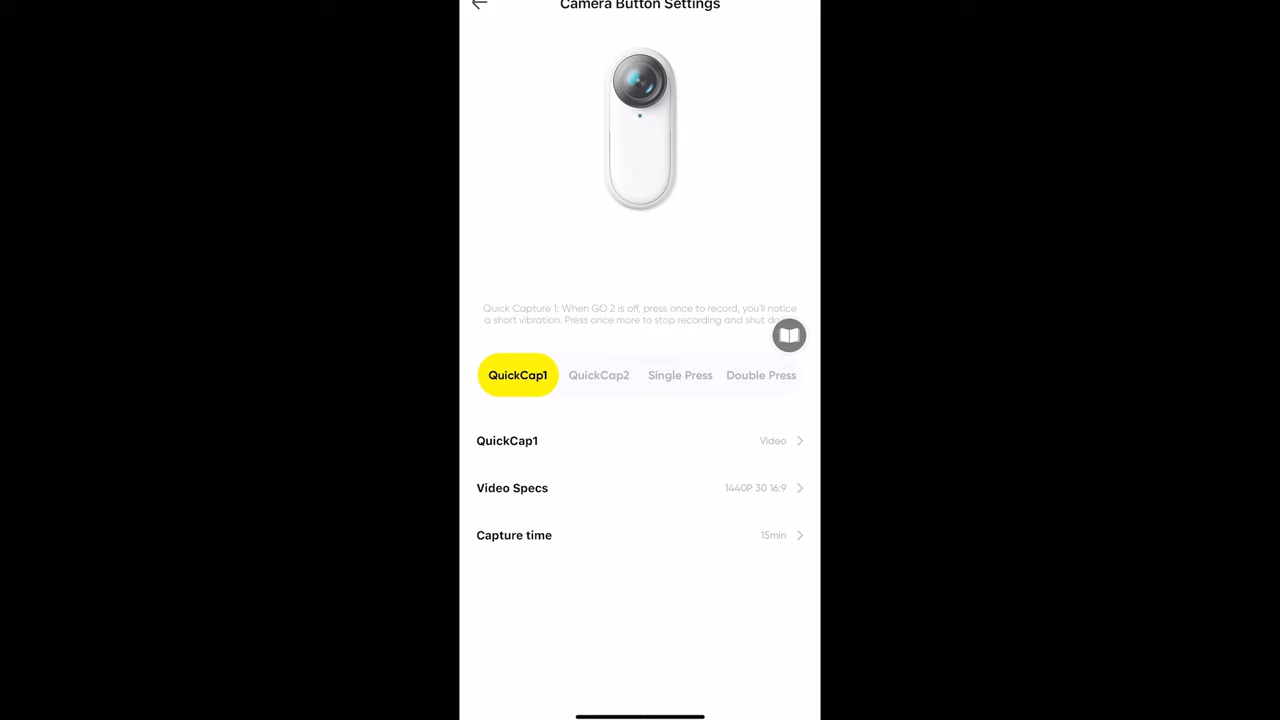 Camera Button Settings
Quick Capture 1: When GO 2 is off, press once to record, you'll notice
a short vibration. Press once more to stop recording and shut
QuickCap1 QuickCap2 Single Press Double Press
QuickCap1 Video
Video Specs 1440P 30 16:9
Capture time 15min